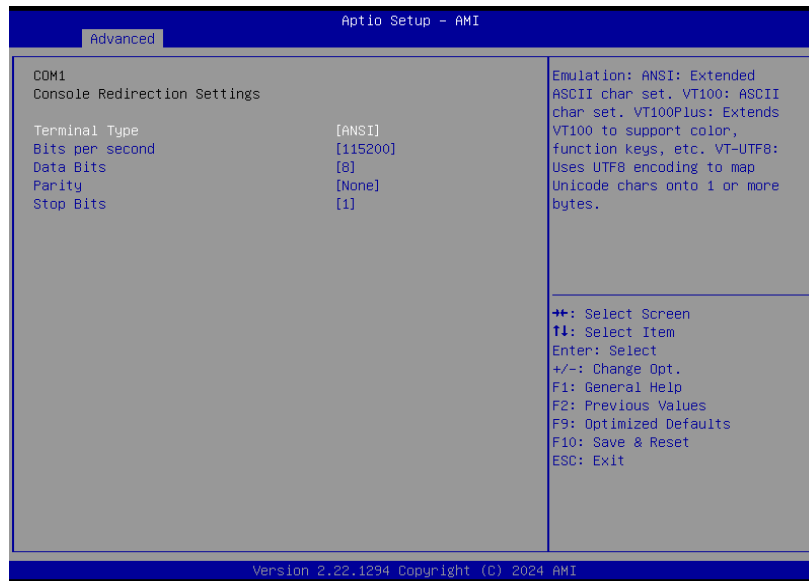 Aptio Setup – AMI
Advanced
COM1
Console Redirection Settings
Terminal Type [ANSI]
Bits per second [115200]
Data Bits [8]
Parity [None]
Stop Bits [1]
Emulation: ANSI: Extended
ASCII char set. VT100: ASCII
char set. VT100Plus: Extends
VT100 to support color,
function keys, etc. VT-UTF8:
Uses UTF8 encoding to map
Unicode chars onto 1 or more
bytes.
→←: Select Screen
↑↓: Select Item
Enter: Select
+/-: Change Opt.
F1: General Help
F2: Previous Values
F9: Optimized Defaults
F10: Save & Reset
ESC: Exit
Version 2.22.1294 Copyright (C) 2024 AMI